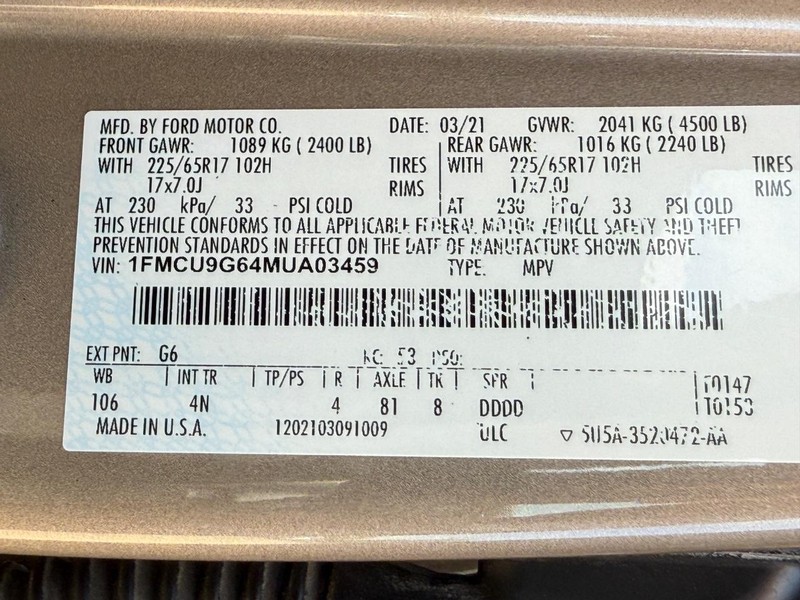 MFD. BY FORD MOTOR CO. DATE: 03/21 GVWR: 2041 KG ( 4500 LB)
FRONT GAWR: 1089 KG ( 2400 LB) REAR GAWR: 1016 KG ( 2240 LB)
WITH 225/65R17 102H TIRES WITH 225/65R17 102H TIRES
17x7.0J RIMS 17x7.0J RIMS
AT 230 kPa/ 33 PSI COLD AT 230 kPa/ 33 PSI COLD
THIS VEHICLE CONFORMS TO ALL APPLICABLE FEDERAL MOTOR VEHICLE SAFETY AND THEFT
PREVENTION STANDARDS IN EFFECT ON THE DATE OF MANUFACTURE SHOWN ABOVE.
VIN: 1FMCU9G64MUA03459 TYPE: MPV
EXT PNT: G6 RC: 53 DSO:
WB INT TR TP/PS R AXLE TR SPR T0147
106 4N 4 81 8 DDDD T0153
MADE IN U.S.A. 1202103091009 ULC ▽ 5U5A-3520472-AA